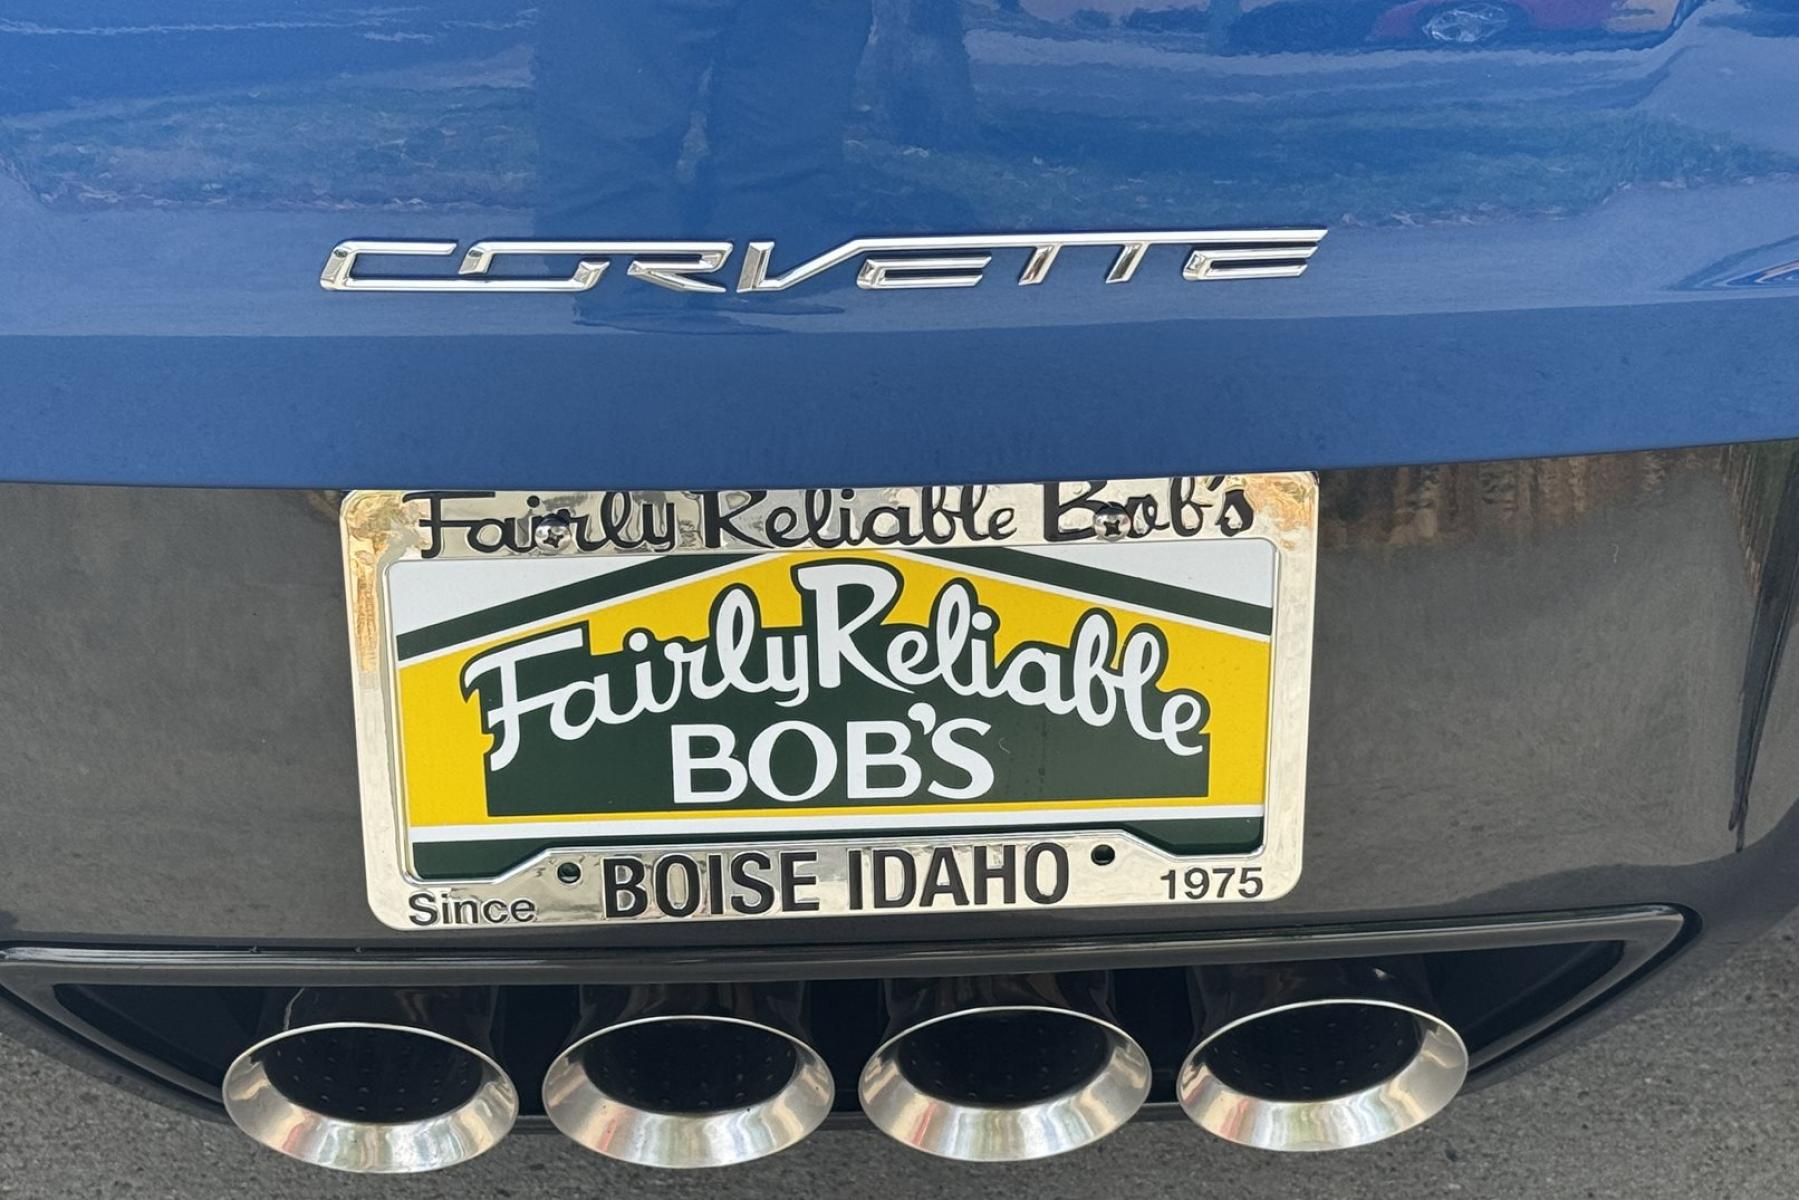 CORVETTE
Fairly Reliable Bob's
Fairly Reliable
BOB'S
Since BOISE IDAHO 1975